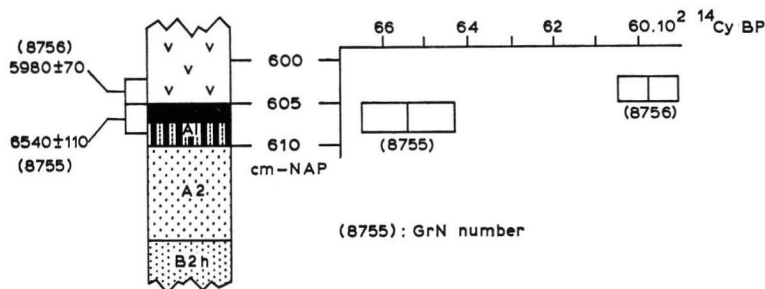 (8756)
5980±70
6540±110
(8755)
v v
v
v v
A1
A2
B2h
600
605
610
cm-NAP
66 64 62 60.10² ¹⁴Cy BP
(8755)
(8756)
(8755): GrN number